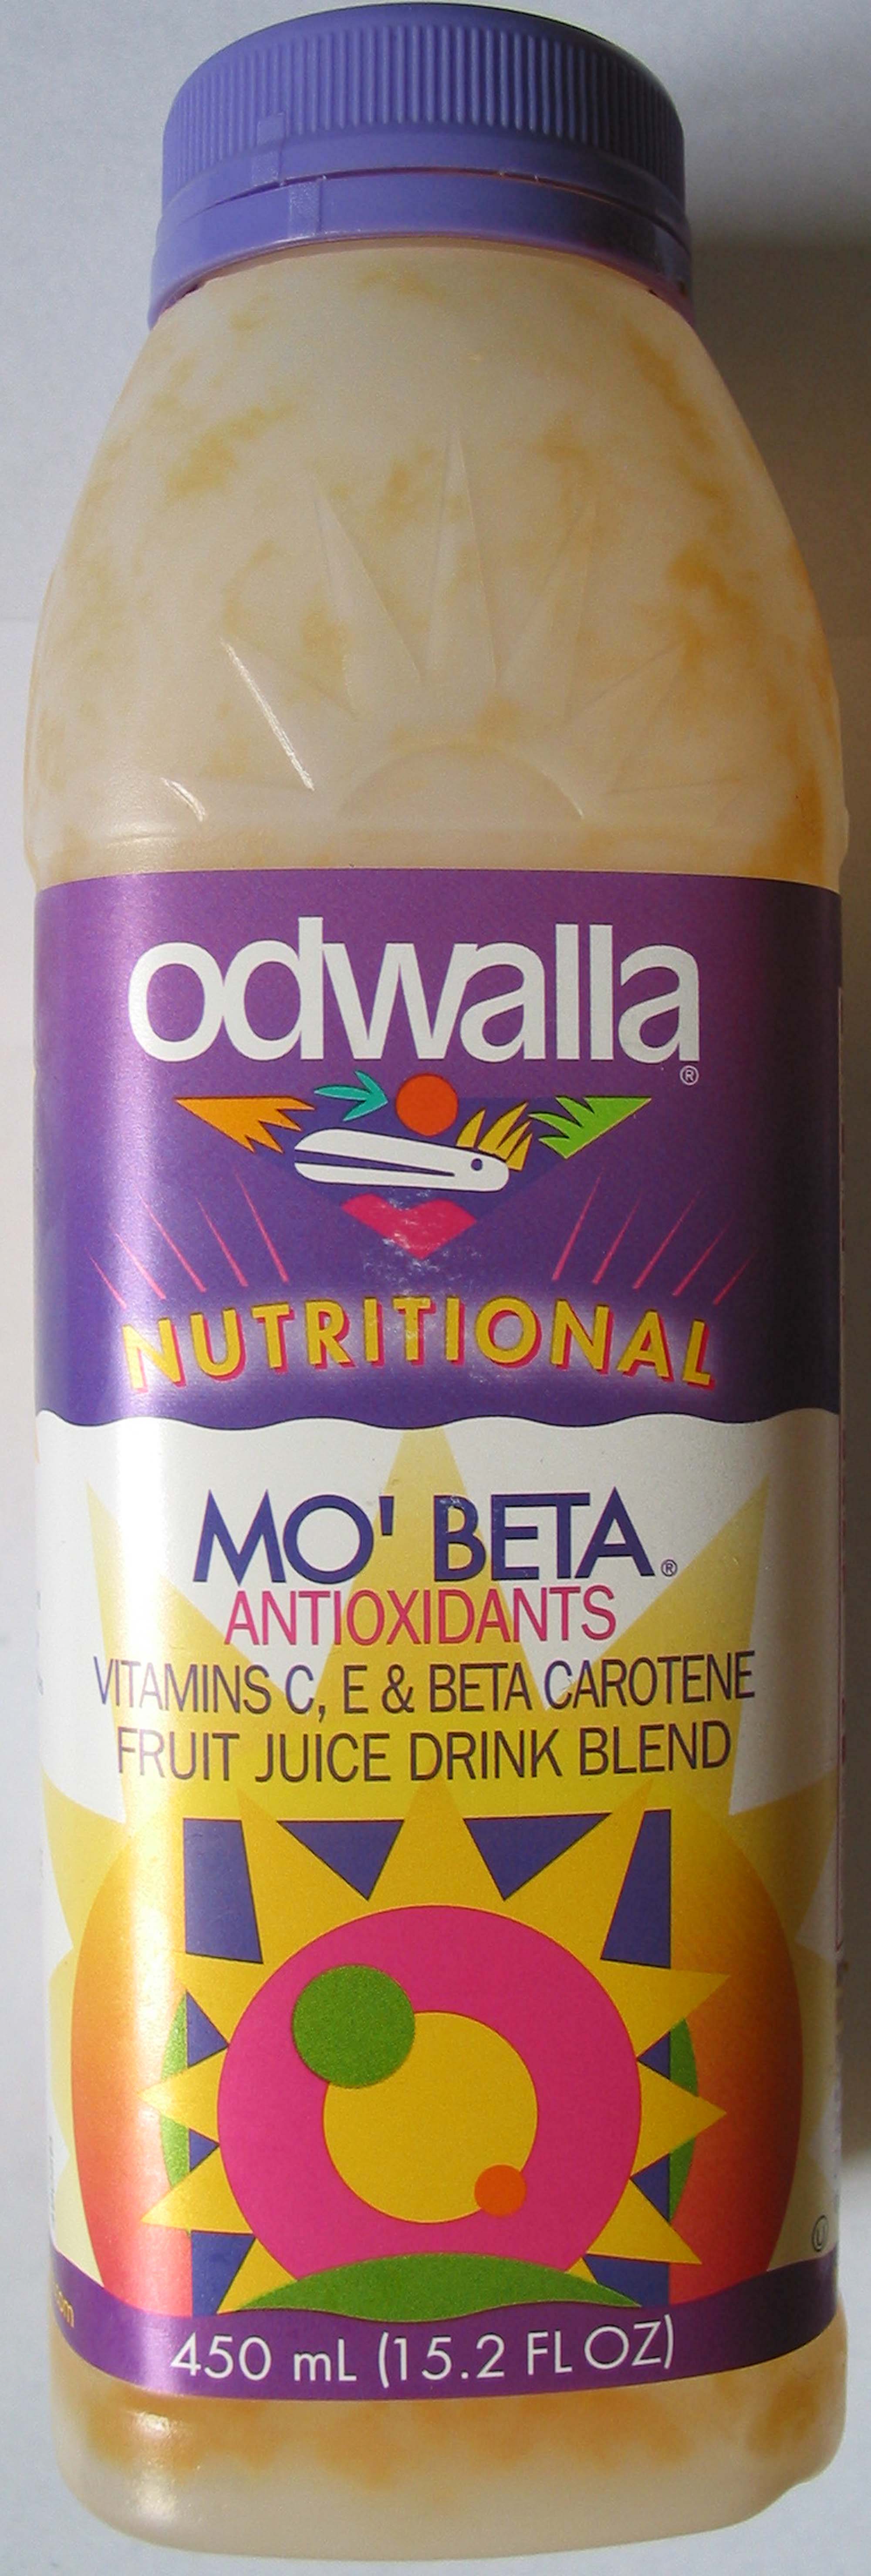 odwalla®
NUTRITIONAL
MO' BETA®
ANTIOXIDANTS
VITAMINS C, E & BETA CAROTENE
FRUIT JUICE DRINK BLEND
U
450 mL (15.2 FL OZ)